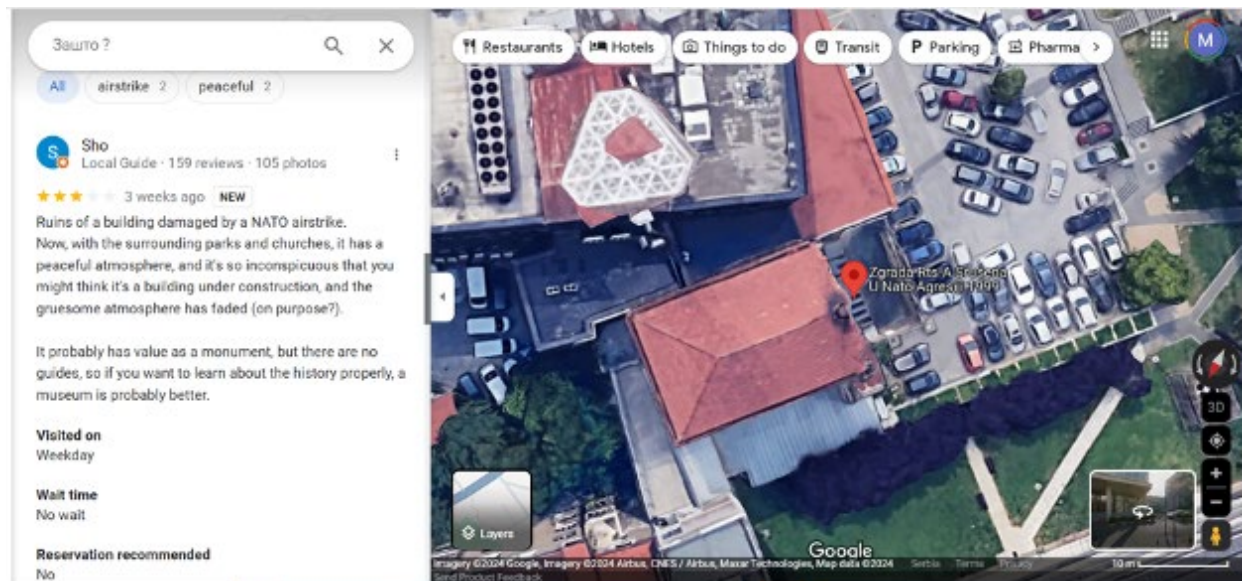 Зашто ?
All
airstrike 2
peaceful 2
S
Sho
Local Guide · 159 reviews · 105 photos
3 weeks ago NEW
Ruins of a building damaged by a NATO airstrike.
Now, with the surrounding parks and churches, it has a
peaceful atmosphere, and it's so inconspicuous that you
might think it's a building under construction, and the
gruesome atmosphere has faded (on purpose?).
It probably has value as a monument, but there are no
guides, so if you want to learn about the history properly, a
museum is probably better.
Visited on
Weekday
Wait time
No wait
Reservation recommended
No
Restaurants
Hotels
Things to do
Transit
P Parking
Pharma
M
Zgrada Rts-A
U Nato 1999
3D
Layers
Google
Imagery ©2024 Google, Imagery ©2024 Airbus, CNES / Airbus, Maxar Technologies, Map data ©2024 Serbia Terms Privacy 10 m
Send Product Feedback